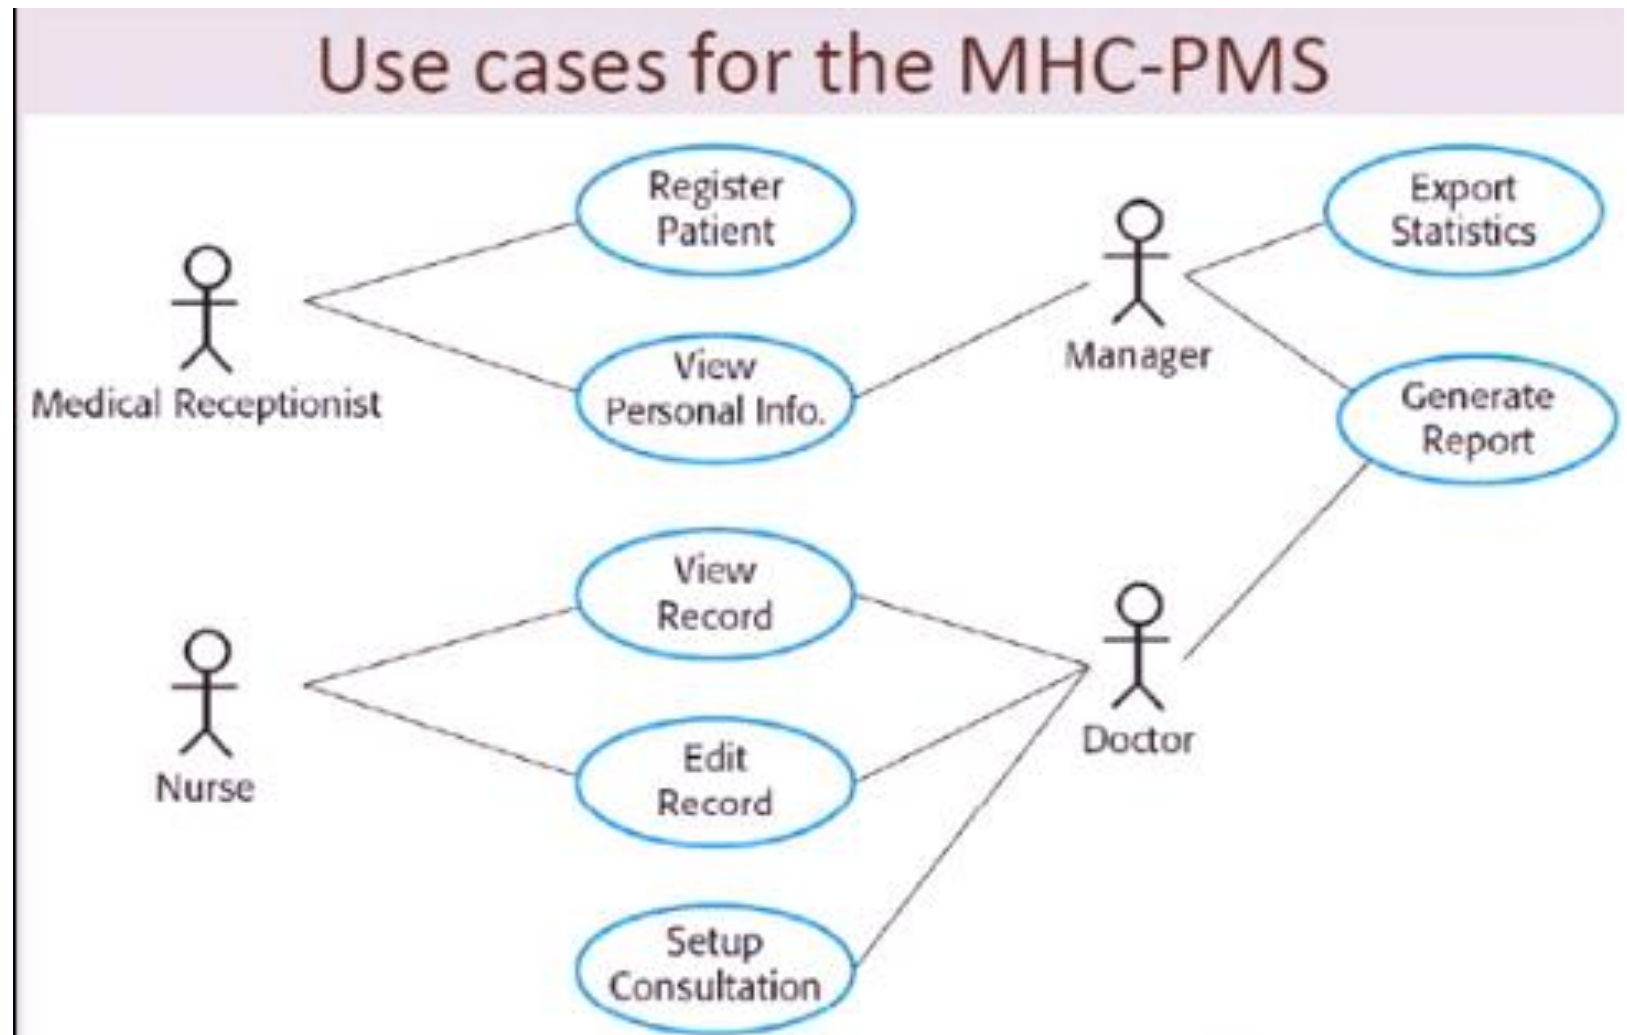 Use cases for the MHC-PMS
Register
Patient
Export
Statistics
View
Personal Info.
Manager
Medical Receptionist
Generate
Report
View
Record
Edit
Record
Doctor
Nurse
Setup
Consultation